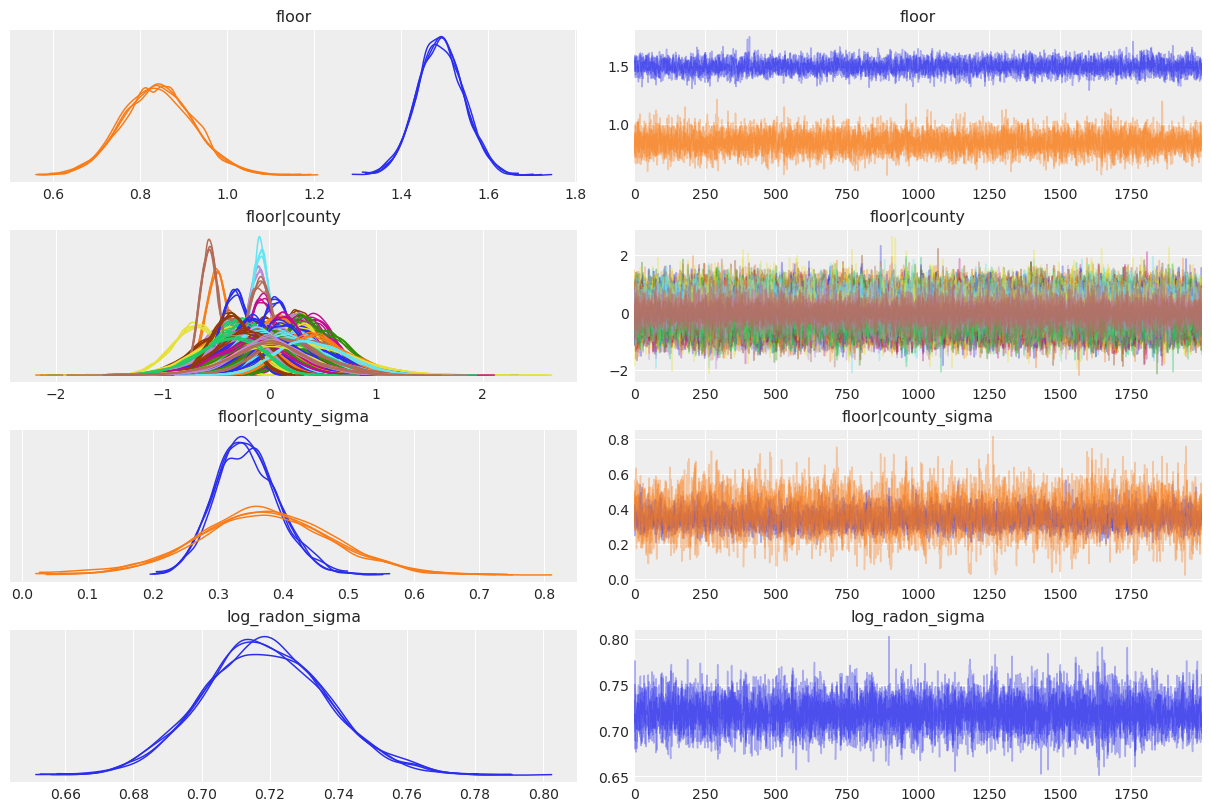 floor
floor
0.6 0.8 1.0 1.2 1.4 1.6 1.8
1.5
1.0
0 250 500 750 1000 1250 1500 1750
floor|county
floor|county
−2 −1 0 1 2
2
0
−2
0 250 500 750 1000 1250 1500 1750
floor|county_sigma
floor|county_sigma
0.0 0.1 0.2 0.3 0.4 0.5 0.6 0.7 0.8
0.8
0.6
0.4
0.2
0.0
0 250 500 750 1000 1250 1500 1750
log_radon_sigma
log_radon_sigma
0.66 0.68 0.70 0.72 0.74 0.76 0.78 0.80
0.80
0.75
0.70
0.65
0 250 500 750 1000 1250 1500 1750